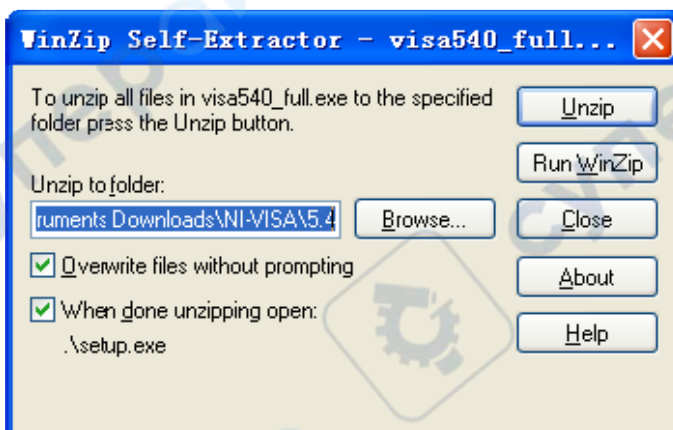 WinZip Self-Extractor - visa540_full...
To unzip all files in visa540_full.exe to the specified
folder press the Unzip button.
Unzip to folder:
ruments Downloads\NI-VISA\5.4
Browse...
Overwrite files without prompting
When done unzipping open:
.\setup.exe
Unzip
Run WinZip
Close
About
Help